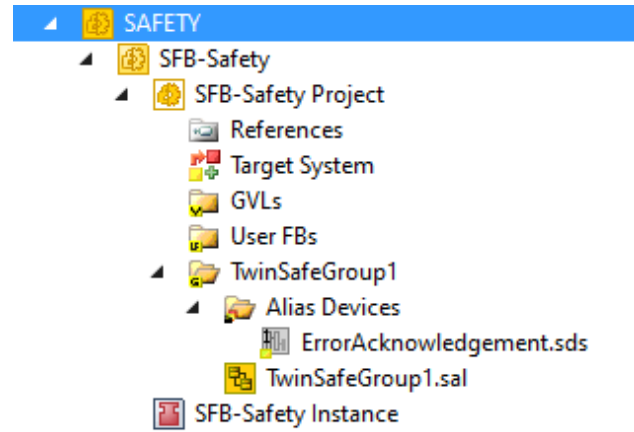 SAFETY
SFB-Safety
SFB-Safety Project
References
Target System
GVLs
User FBs
TwinSafeGroup1
Alias Devices
ErrorAcknowledgement.sds
TwinSafeGroup1.sal
SFB-Safety Instance